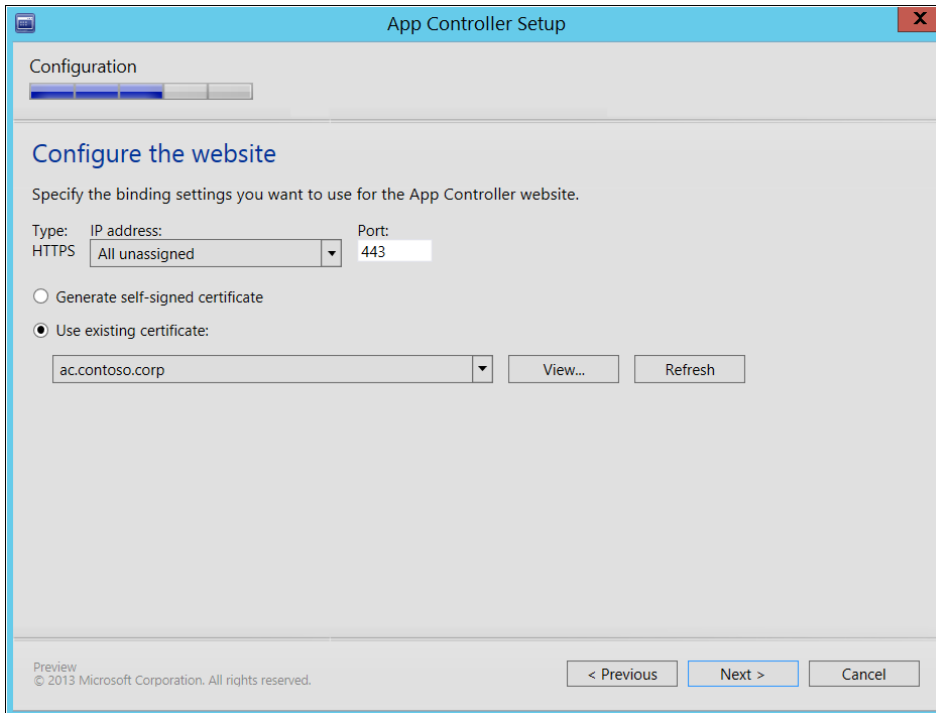 App Controller Setup
X
Configuration
Configure the website
Specify the binding settings you want to use for the App Controller website.
Type: IP address: Port:
HTTPS All unassigned 443
Generate self-signed certificate
Use existing certificate:
ac.contoso.corp View... Refresh
Preview
© 2013 Microsoft Corporation. All rights reserved.
< Previous Next > Cancel